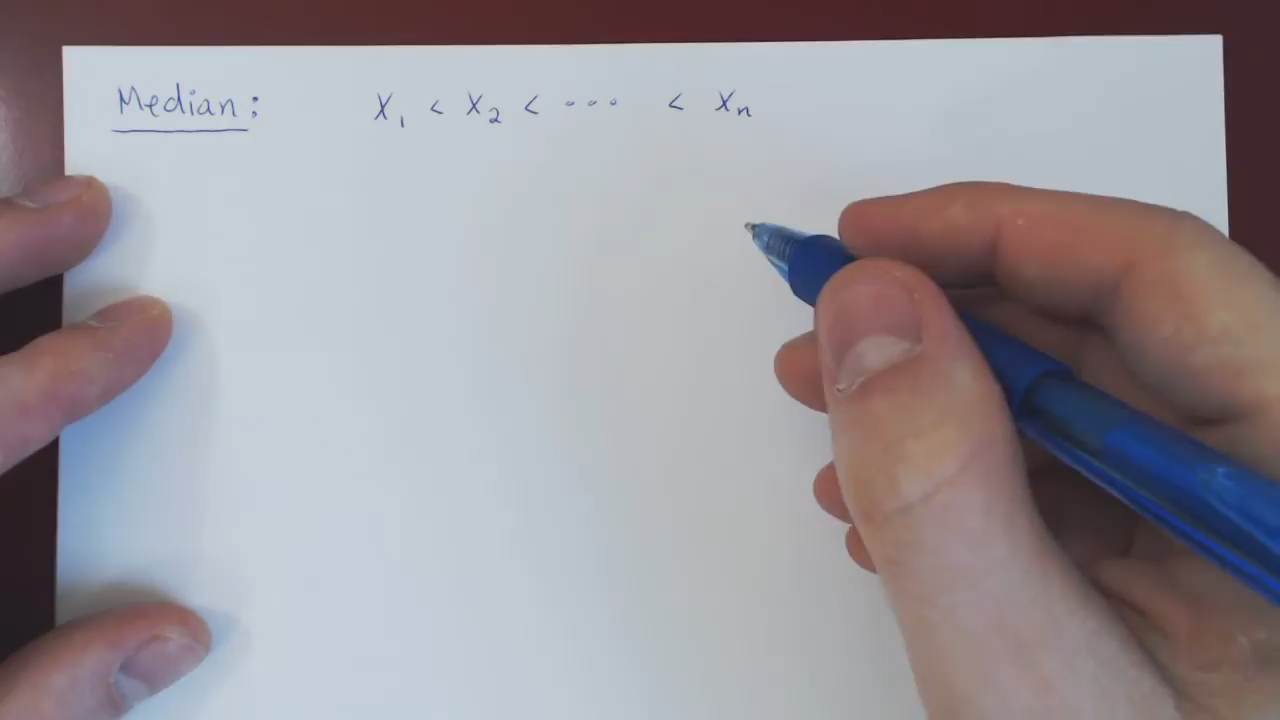 Median: X₁ < X₂ < ∘∘∘ < Xₙ